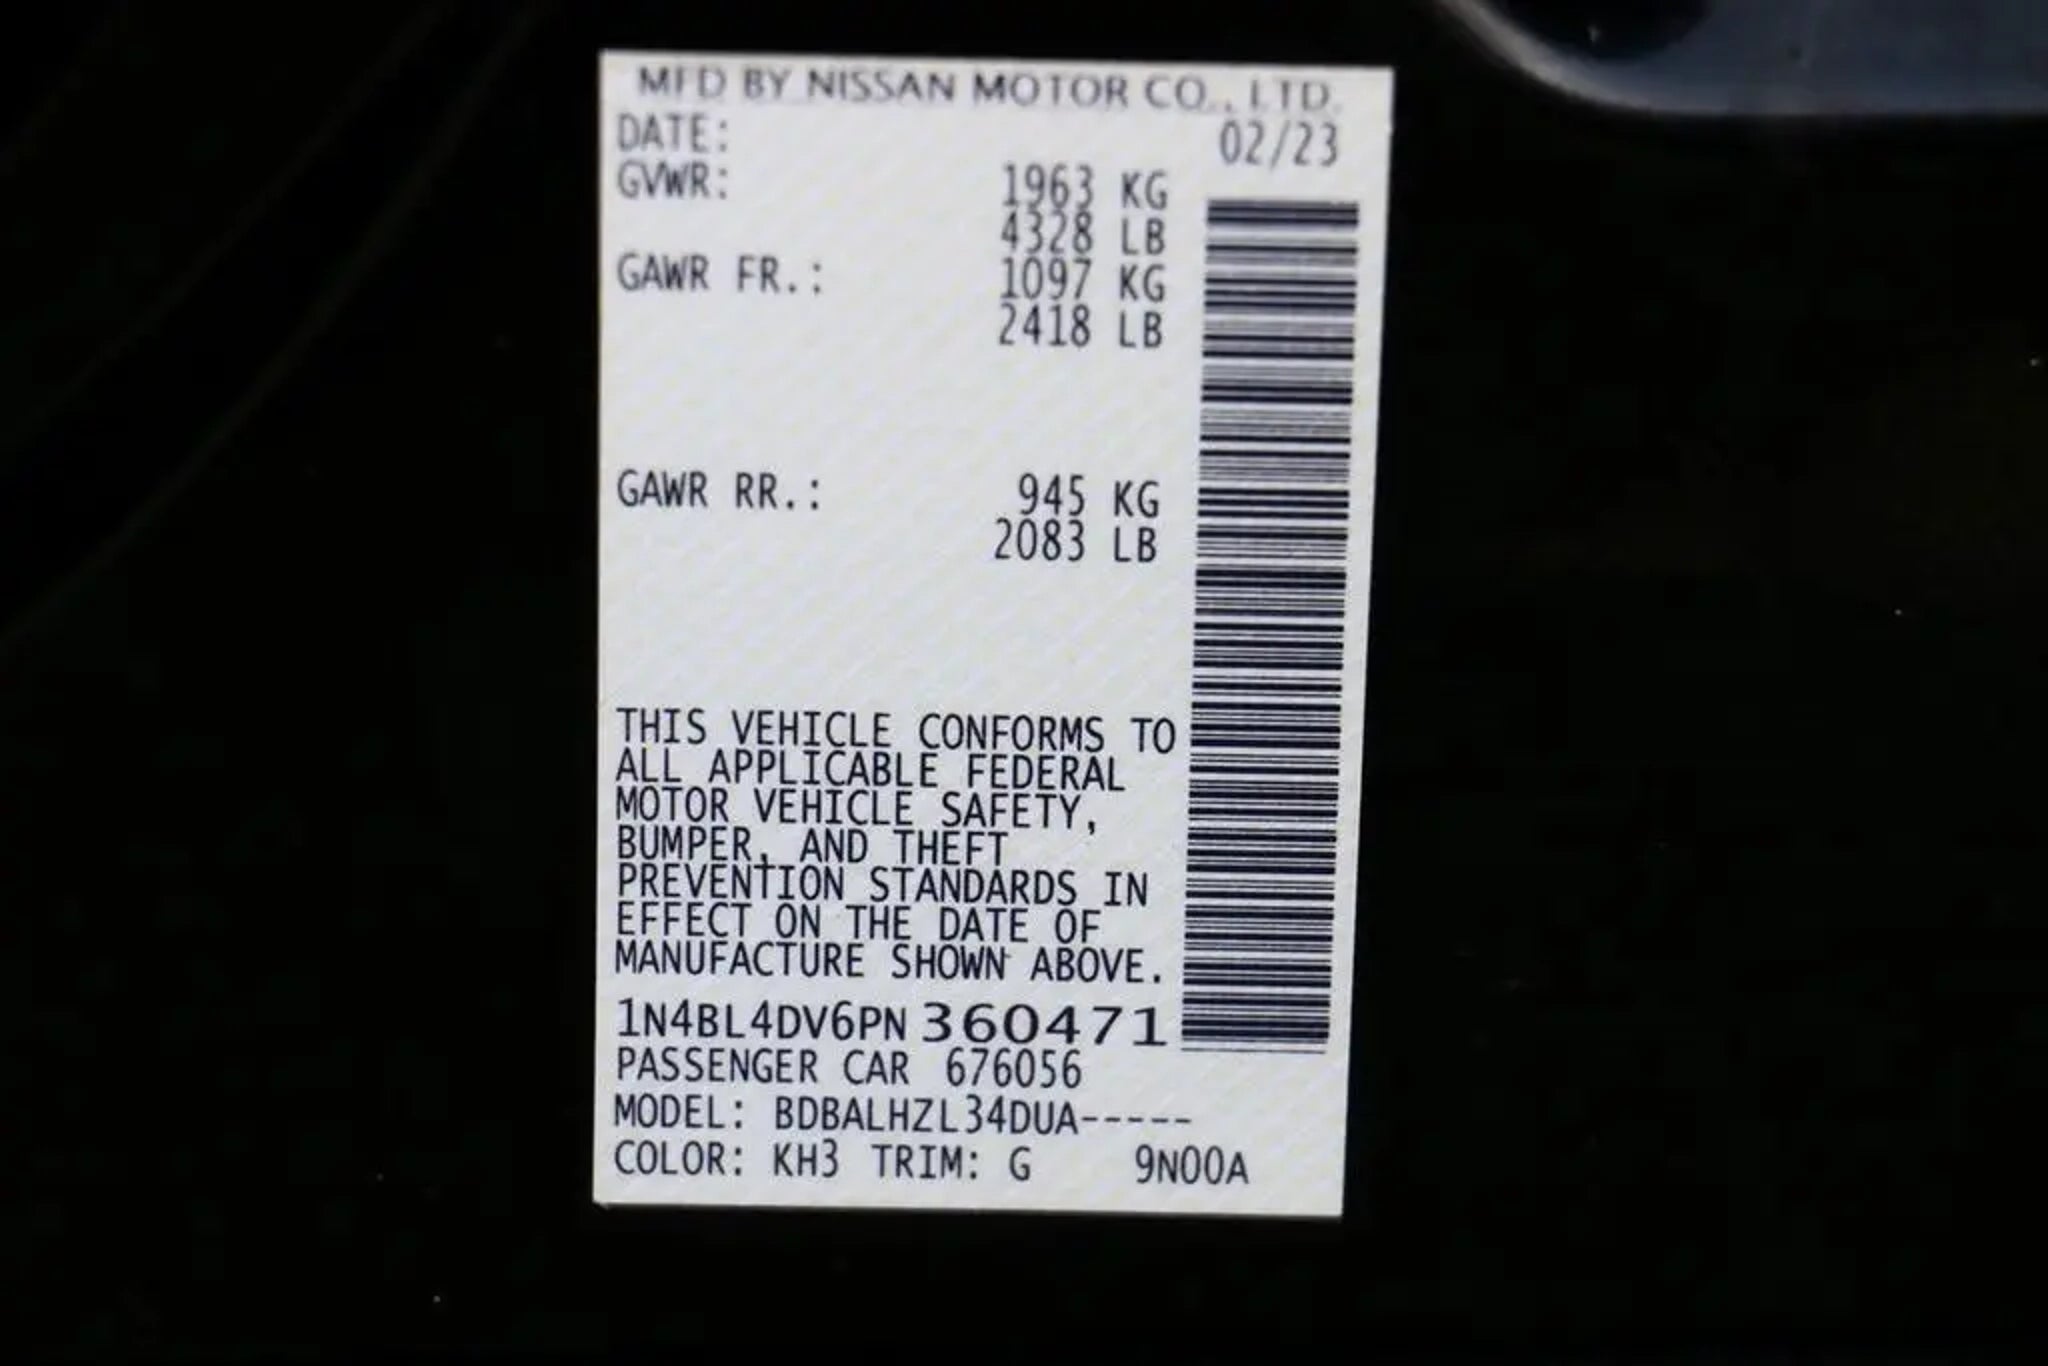 MFD BY NISSAN MOTOR CO., LTD.
DATE: 02/23
GVWR: 1963 KG
4328 LB
GAWR FR.: 1097 KG
2418 LB
GAWR RR.: 945 KG
2083 LB
THIS VEHICLE CONFORMS TO
ALL APPLICABLE FEDERAL
MOTOR VEHICLE SAFETY,
BUMPER, AND THEFT
PREVENTION STANDARDS IN
EFFECT ON THE DATE OF
MANUFACTURE SHOWN ABOVE.
1N4BL4DV6PN360471
PASSENGER CAR 676056
MODEL: BDBALHZL34DUA-----
COLOR: KH3 TRIM: G 9N00A